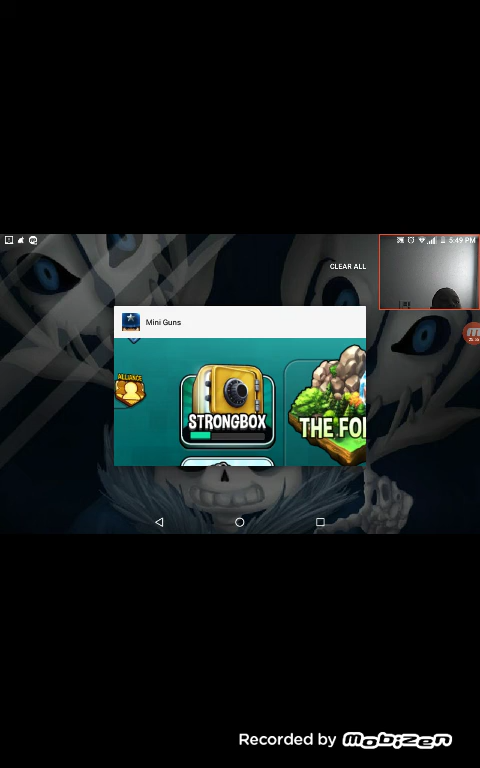 5:49 PM
CLEAR ALL
Mini Guns
ALLIANCE
STRONGBOX
THE FO
Recorded by Mobizen